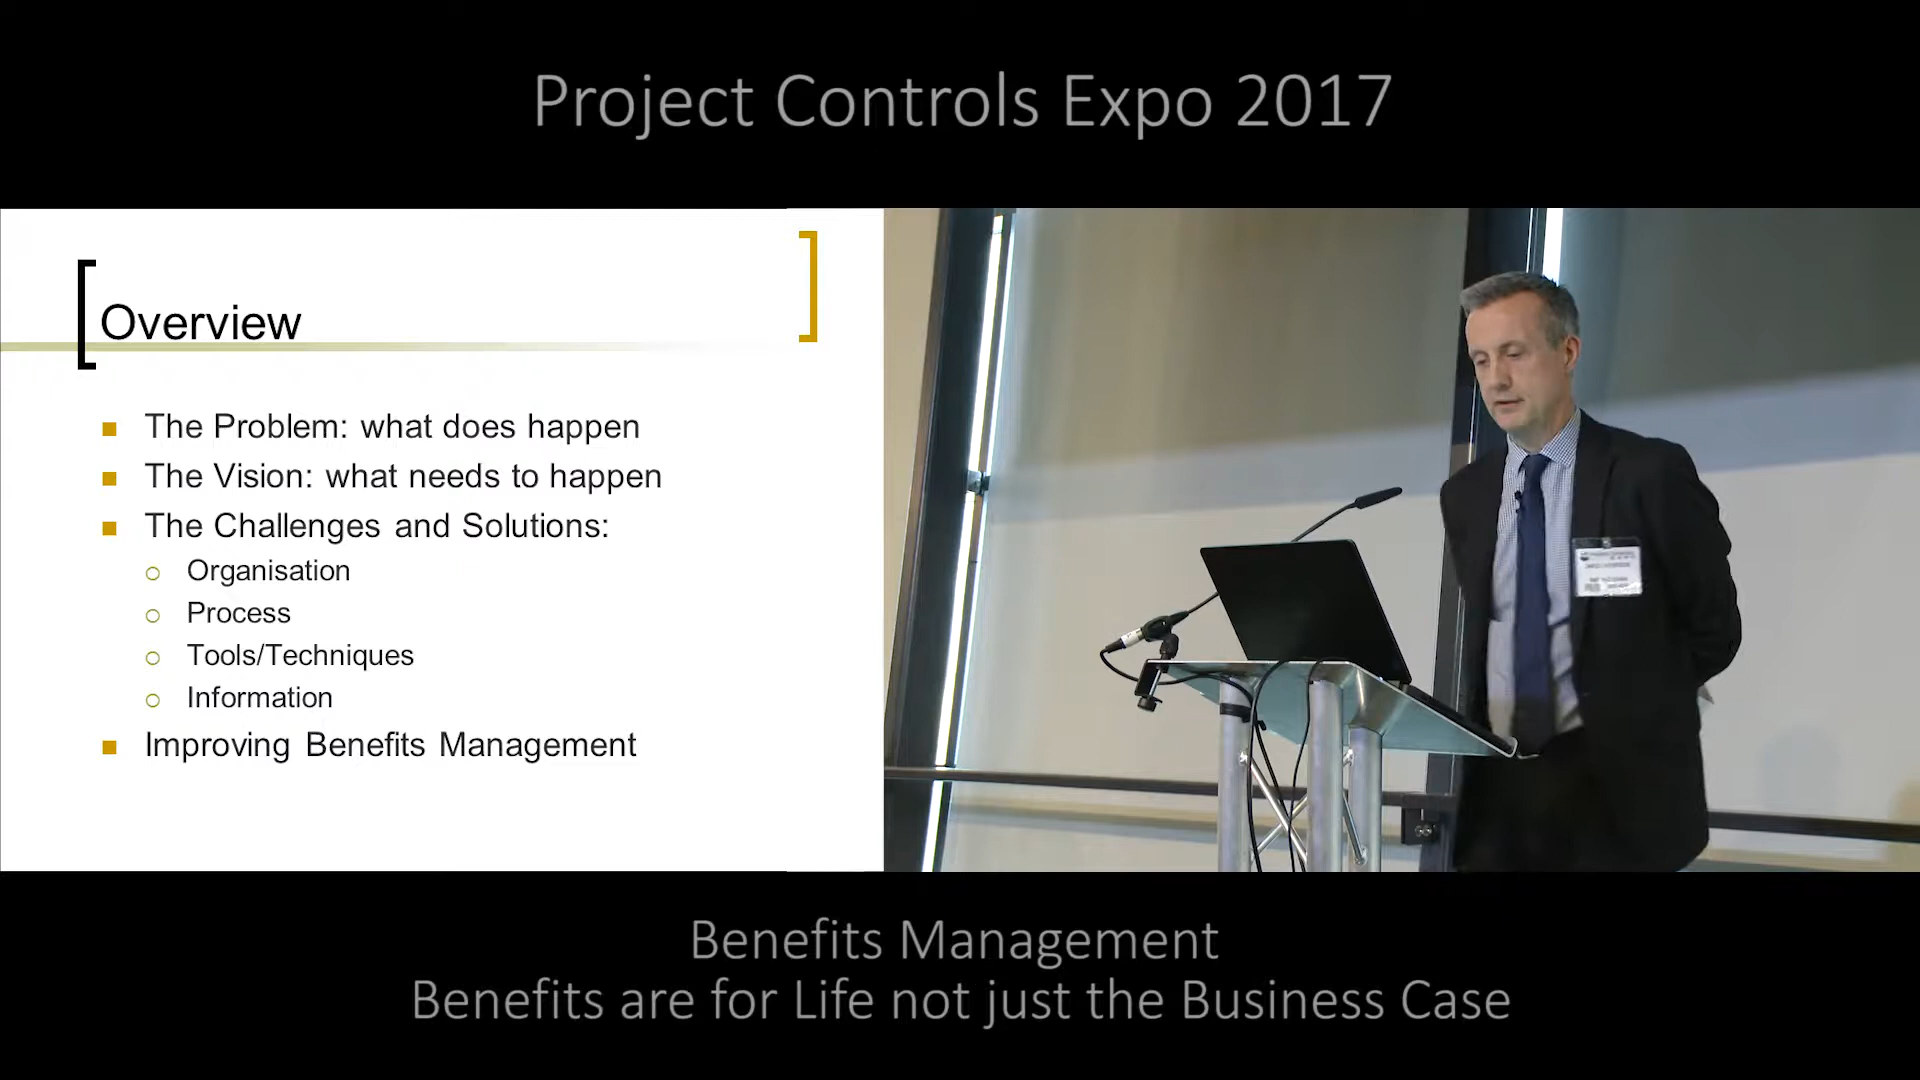 Project Controls Expo 2017
Overview
The Problem: what does happen
The Vision: what needs to happen
The Challenges and Solutions:
Organisation
Process
Tools/Techniques
Information
Improving Benefits Management
Benefits Management
Benefits are for Life not just the Business Case